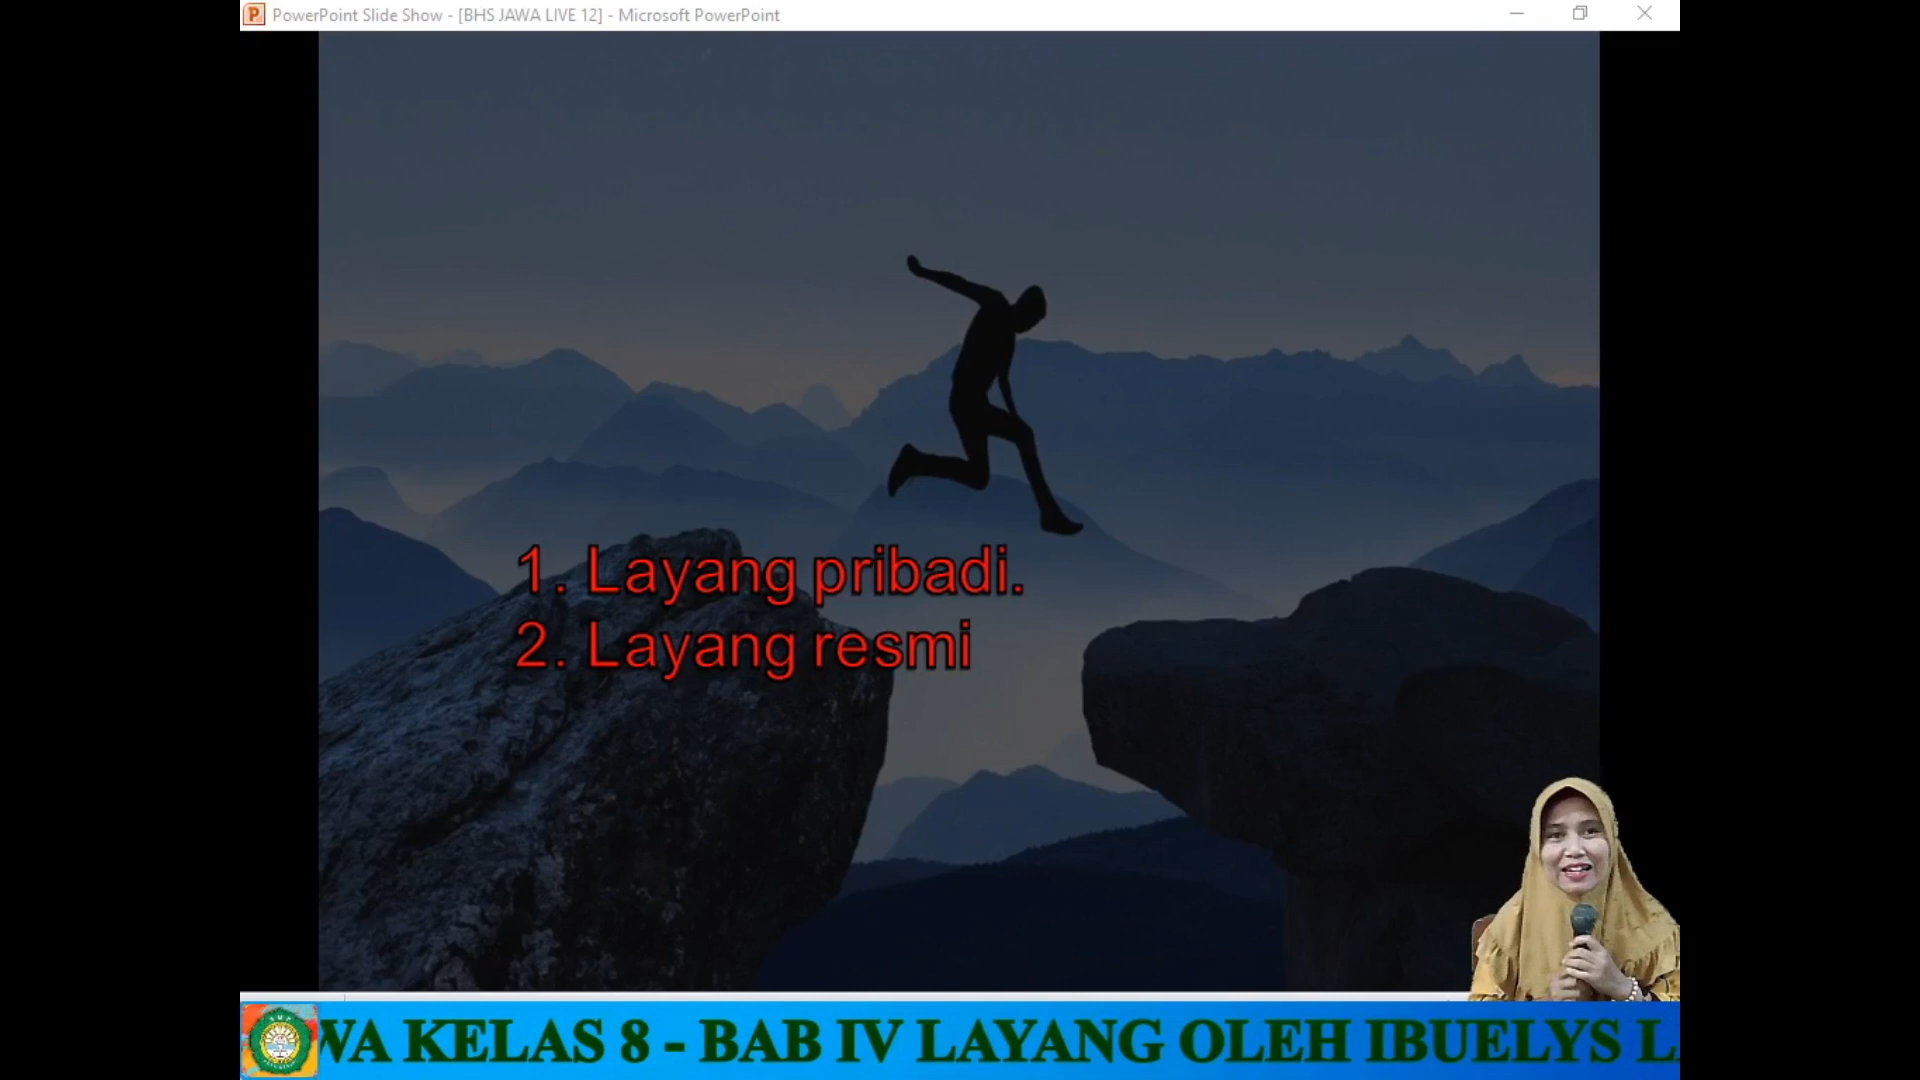 PowerPoint Slide Show - [BHS JAWA LIVE 12] - Microsoft PowerPoint
1. Layang pribadi.
2. Layang resmi
WA KELAS 8 - BAB IV LAYANG OLEH IBUELYS L